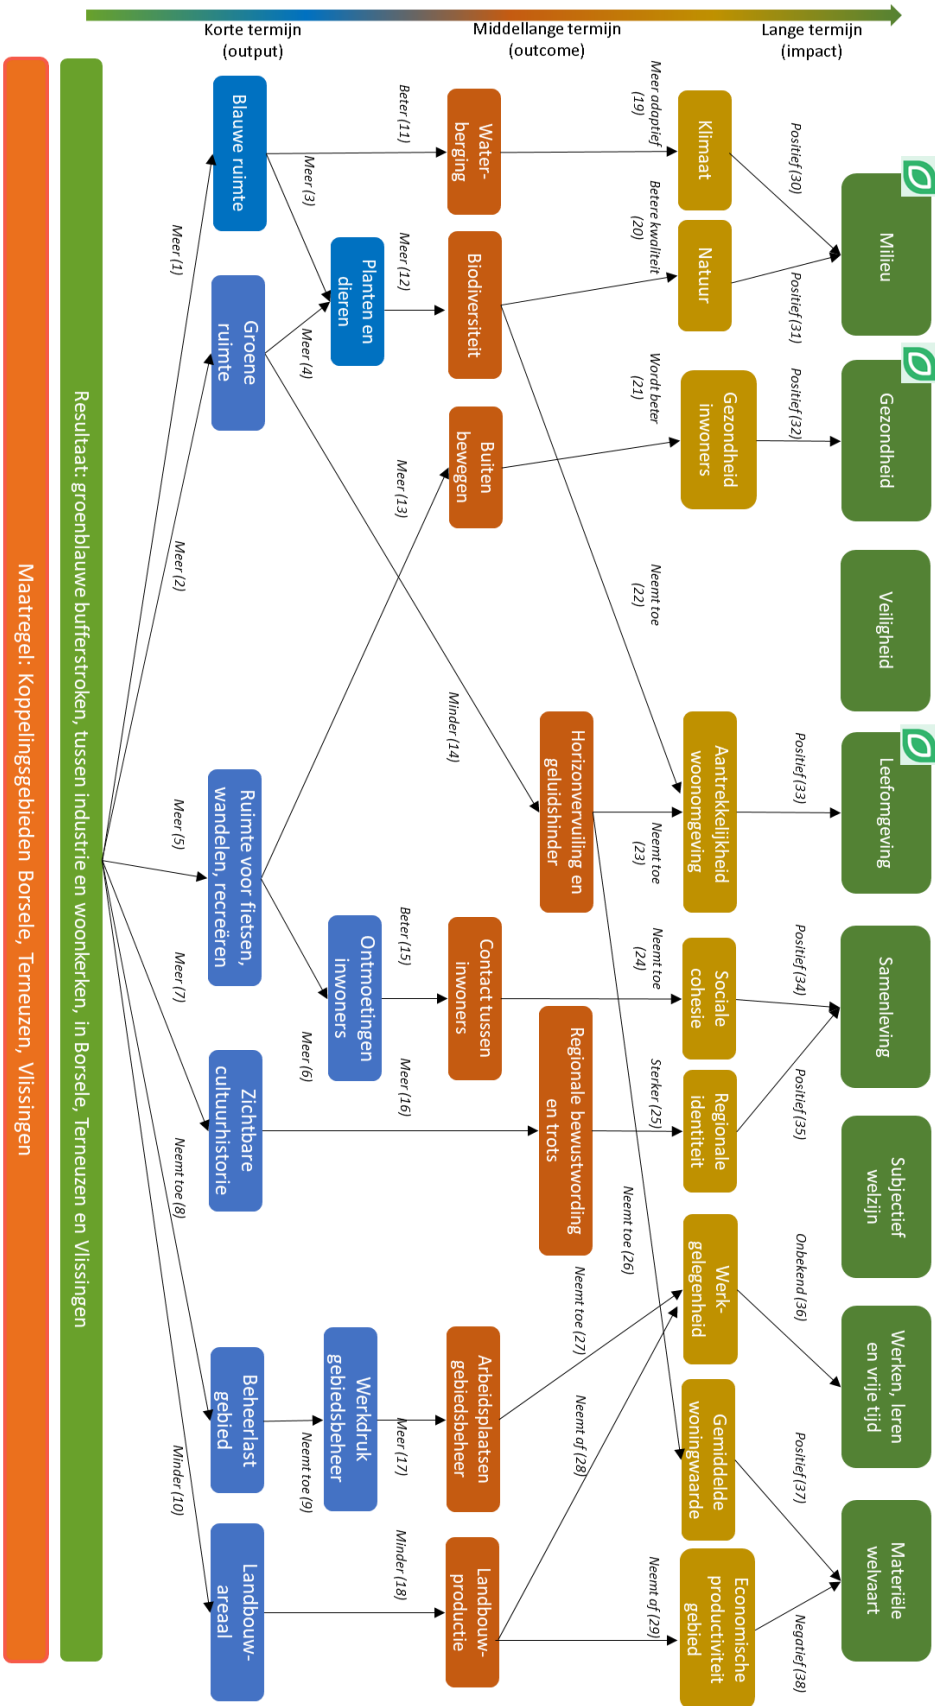 Korte termijn
(output)
Middellange termijn
(outcome)
Lange termijn
(impact)
Maatregel: Koppelingsgebieden Borsele, Terneuzen, Vlissingen
Resultaat: groenblauwe bufferstroken, tussen industrie en woonkerken, in Borsele, Terneuzen en Vlissingen
Meer (1)
Meer (2)
Meer (5)
Meer (7)
Neemt toe (8)
Minder (10)
Blauwe ruimte
Groene
ruimte
Ruimte voor fietsen,
wandelen, recreëren
Zichtbare
cultuurhistorie
Beheerlast
gebied
Landbouw-
areaal
Meer (3)
Meer (4)
Meer (6)
Neemt toe (9)
Planten en
dieren
Ontmoetingen
inwoners
Werkdruk
gebiedsbeheer
Beter (11)
Meer (12)
Meer (13)
Minder (14)
Beter (15)
Meer (16)
Meer (17)
Minder (18)
Water-
berging
Biodiversiteit
Buiten
bewegen
Horizonvervuiling en
geluidshinder
Contact tussen
inwoners
Regionale bewustwording
en trots
Arbeidsplaatsen
gebiedsbeheer
Landbouw-
productie
Meer adaptief
(19)
Betere kwaliteit
(20)
Wordt beter
(21)
Neemt toe
(22)
Neemt toe
(23)
Neemt toe
(24)
Sterker (25)
Neemt toe (26)
Neemt toe (27)
Neemt af (28)
Neemt af (29)
Klimaat
Natuur
Gezondheid
inwoners
Aantrekkelijkheid
woonomgeving
Sociale
cohesie
Regionale
identiteit
Werk-
gelegenheid
Gemiddelde
woningwaarde
Economische
productiviteit
gebied
Positief (30)
Positief (31)
Positief (32)
Positief (33)
Positief (34)
Positief (35)
Onbekend (36)
Positief (37)
Negatief (38)
Milieu
Gezondheid
Veiligheid
Leefomgeving
Samenleving
Subjectief
welzijn
Werken, leren
en vrije tijd
Materiële
welvaart